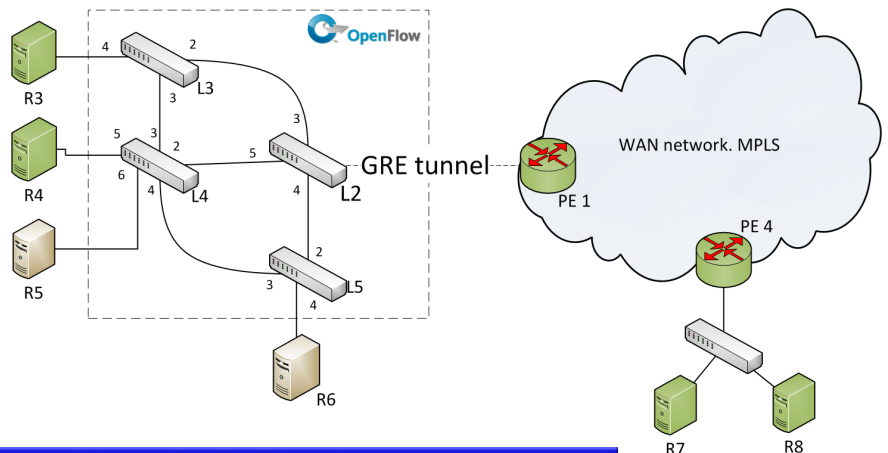 OpenFlow
4
2
R3
3
L3
5
3
2
5
3
R4
6
4
L4
4
L2
GRE tunnel
WAN network. MPLS
PE 1
PE 4
R5
2
3
4
L5
R6
R7
R8